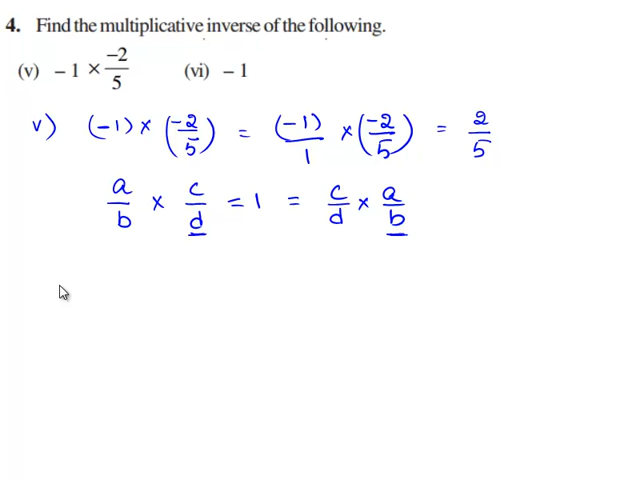 4. Find the multiplicative inverse of the following.
(v) – 1 × -2/5 (vi) – 1
v) (-1) × (-2/5) = (-1)/1 × (-2/5) = 2/5
a/b × c/d = 1 = c/d × a/b